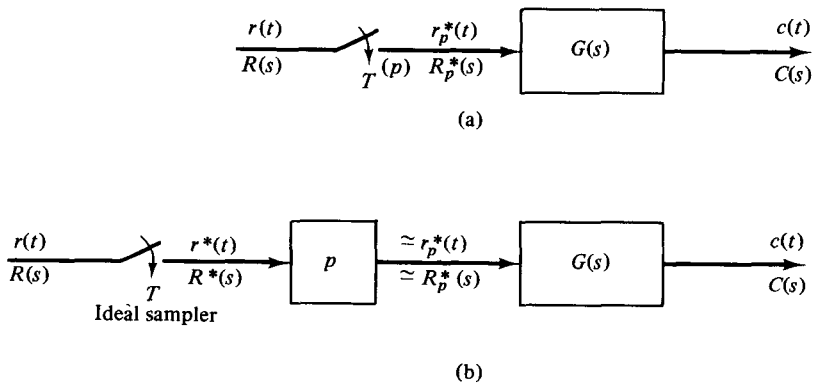 r(t)
R(s)
T
(p)
r_p*(t)
R_p*(s)
G(s)
c(t)
C(s)
(a)
r(t)
R(s)
T
Ideal sampler
r*(t)
R*(s)
p
≃ r_p*(t)
≃ R_p*(s)
G(s)
c(t)
C(s)
(b)